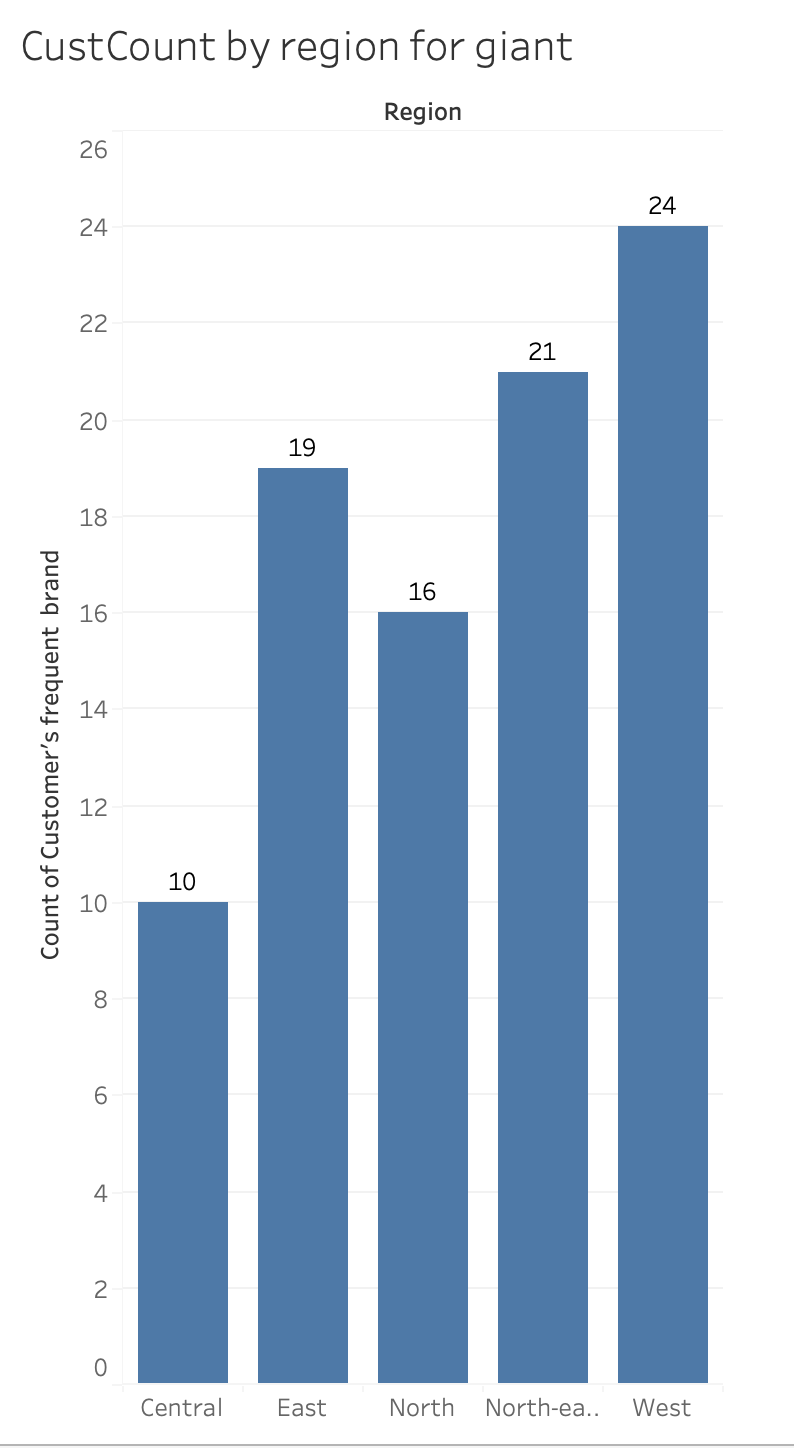 CustCount by region for giant
Region
26
24
22
20
18
16
14
12
10
8
6
4
2
0
Count of Customer's frequent  brand
10
19
16
21
24
Central
East
North
North-ea..
West